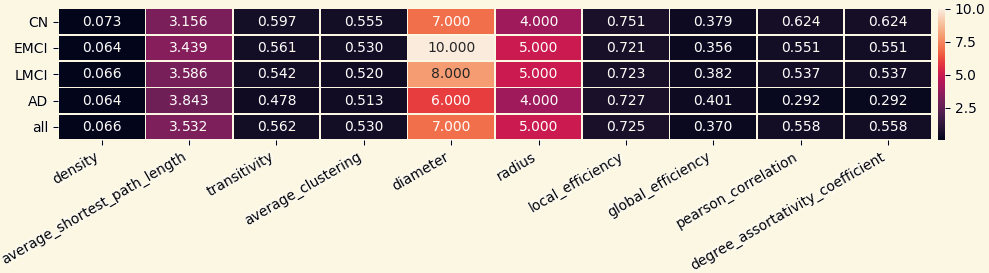 CN 0.073 3.156 0.597 0.555 7.000 4.000 0.751 0.379 0.624 0.624
EMCI 0.064 3.439 0.561 0.530 10.000 5.000 0.721 0.356 0.551 0.551
LMCI 0.066 3.586 0.542 0.520 8.000 5.000 0.723 0.382 0.537 0.537
AD 0.064 3.843 0.478 0.513 6.000 4.000 0.727 0.401 0.292 0.292
all 0.066 3.532 0.562 0.530 7.000 5.000 0.725 0.370 0.558 0.558
density
average_shortest_path_length
transitivity
average_clustering
diameter
radius
local_efficiency
global_efficiency
pearson_correlation
degree_assortativity_coefficient
10.0
7.5
5.0
2.5